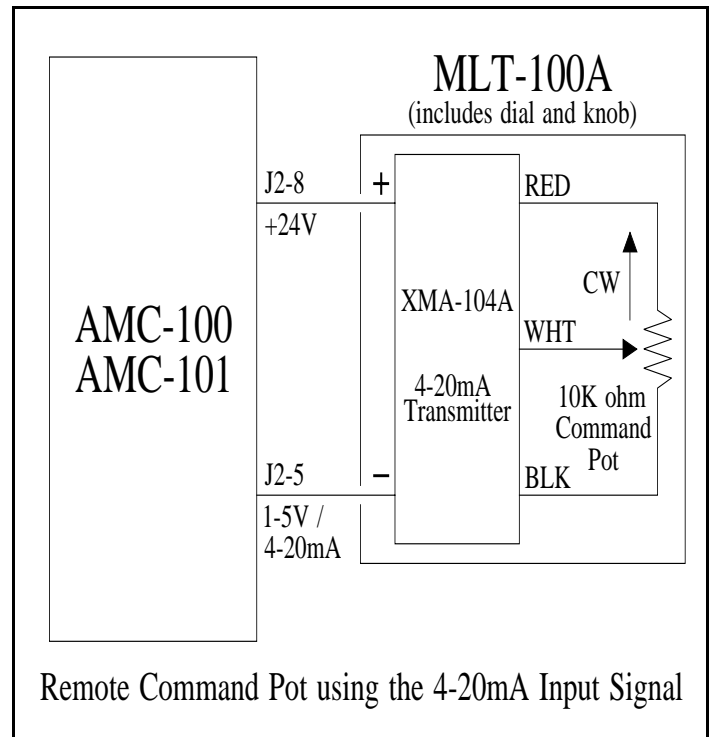 MLT-100A
(includes dial and knob)
J2-8
+
RED
+24V
CW
XMA-104A
AMC-100
AMC-101
WHT
4-20mA
Transmitter
10K ohm
Command
Pot
J2-5
−
BLK
1-5V /
4-20mA
Remote Command Pot using the 4-20mA Input Signal